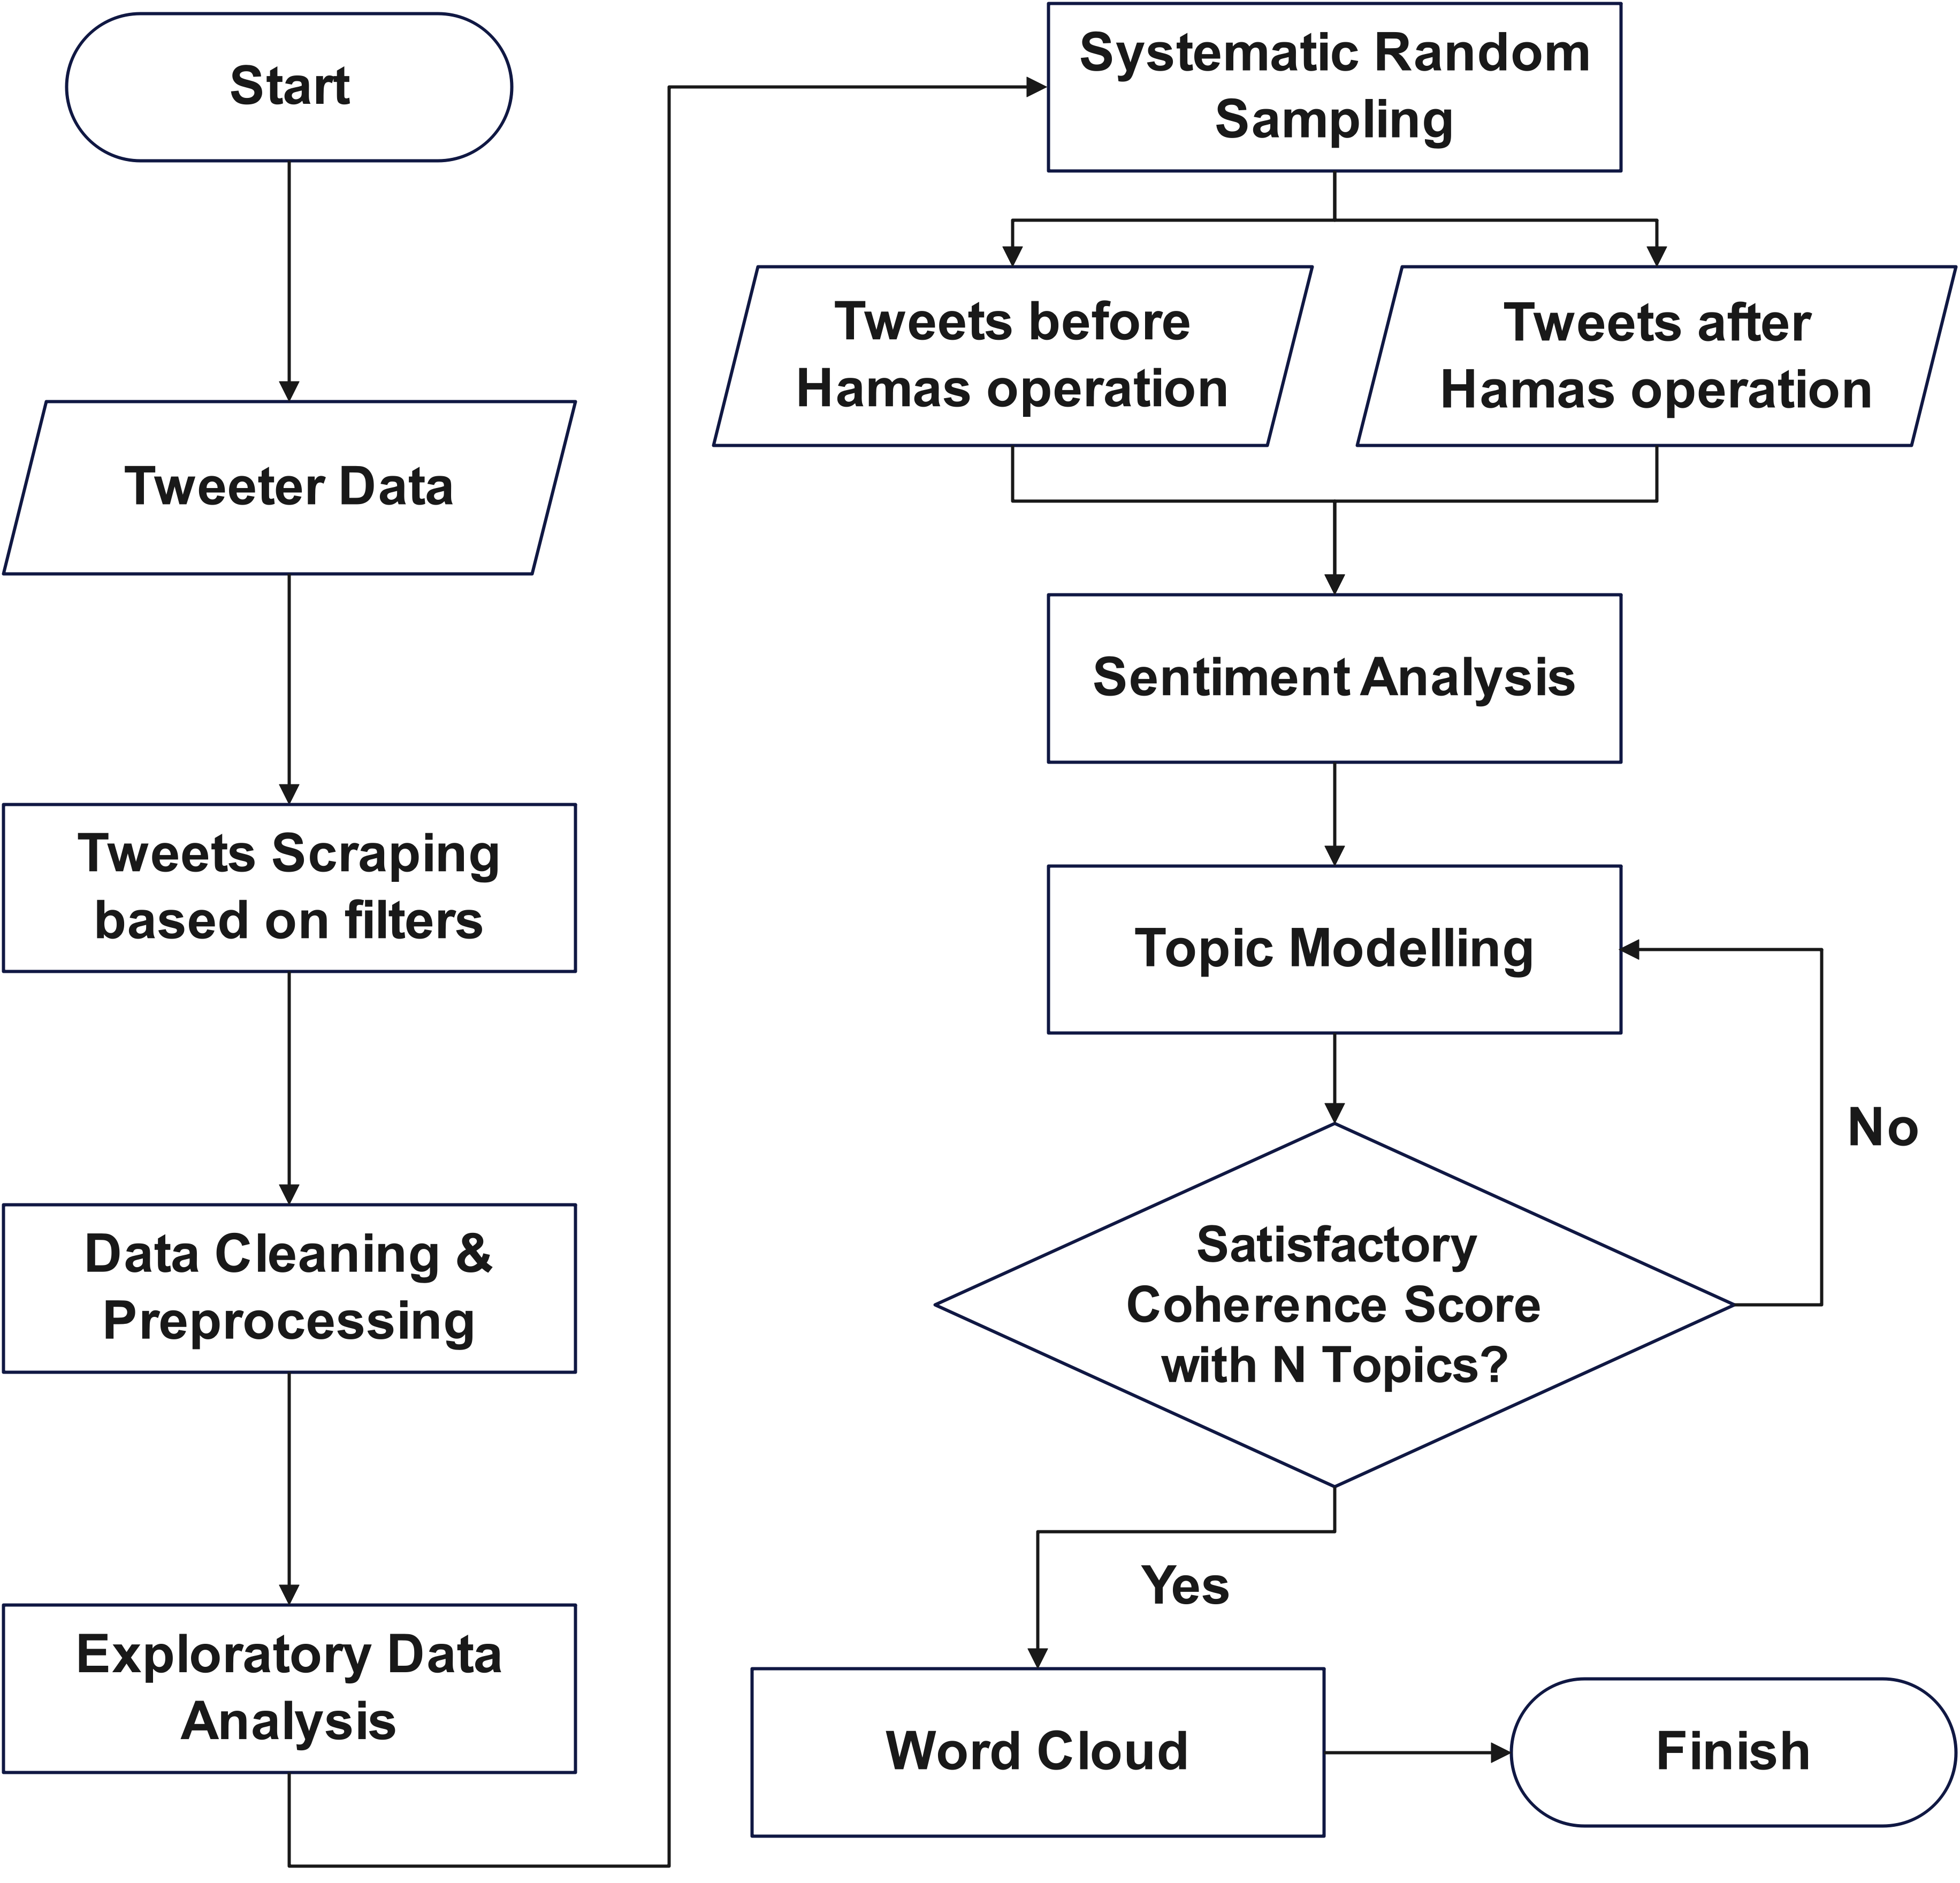 Start
Tweeter Data
Tweets Scraping
based on filters
Data Cleaning &
Preprocessing
Exploratory Data
Analysis
Systematic Random
Sampling
Tweets before
Hamas operation
Tweets after
Hamas operation
Sentiment Analysis
Topic Modelling
Satisfactory
Coherence Score
with N Topics?
No
Yes
Word Cloud
Finish